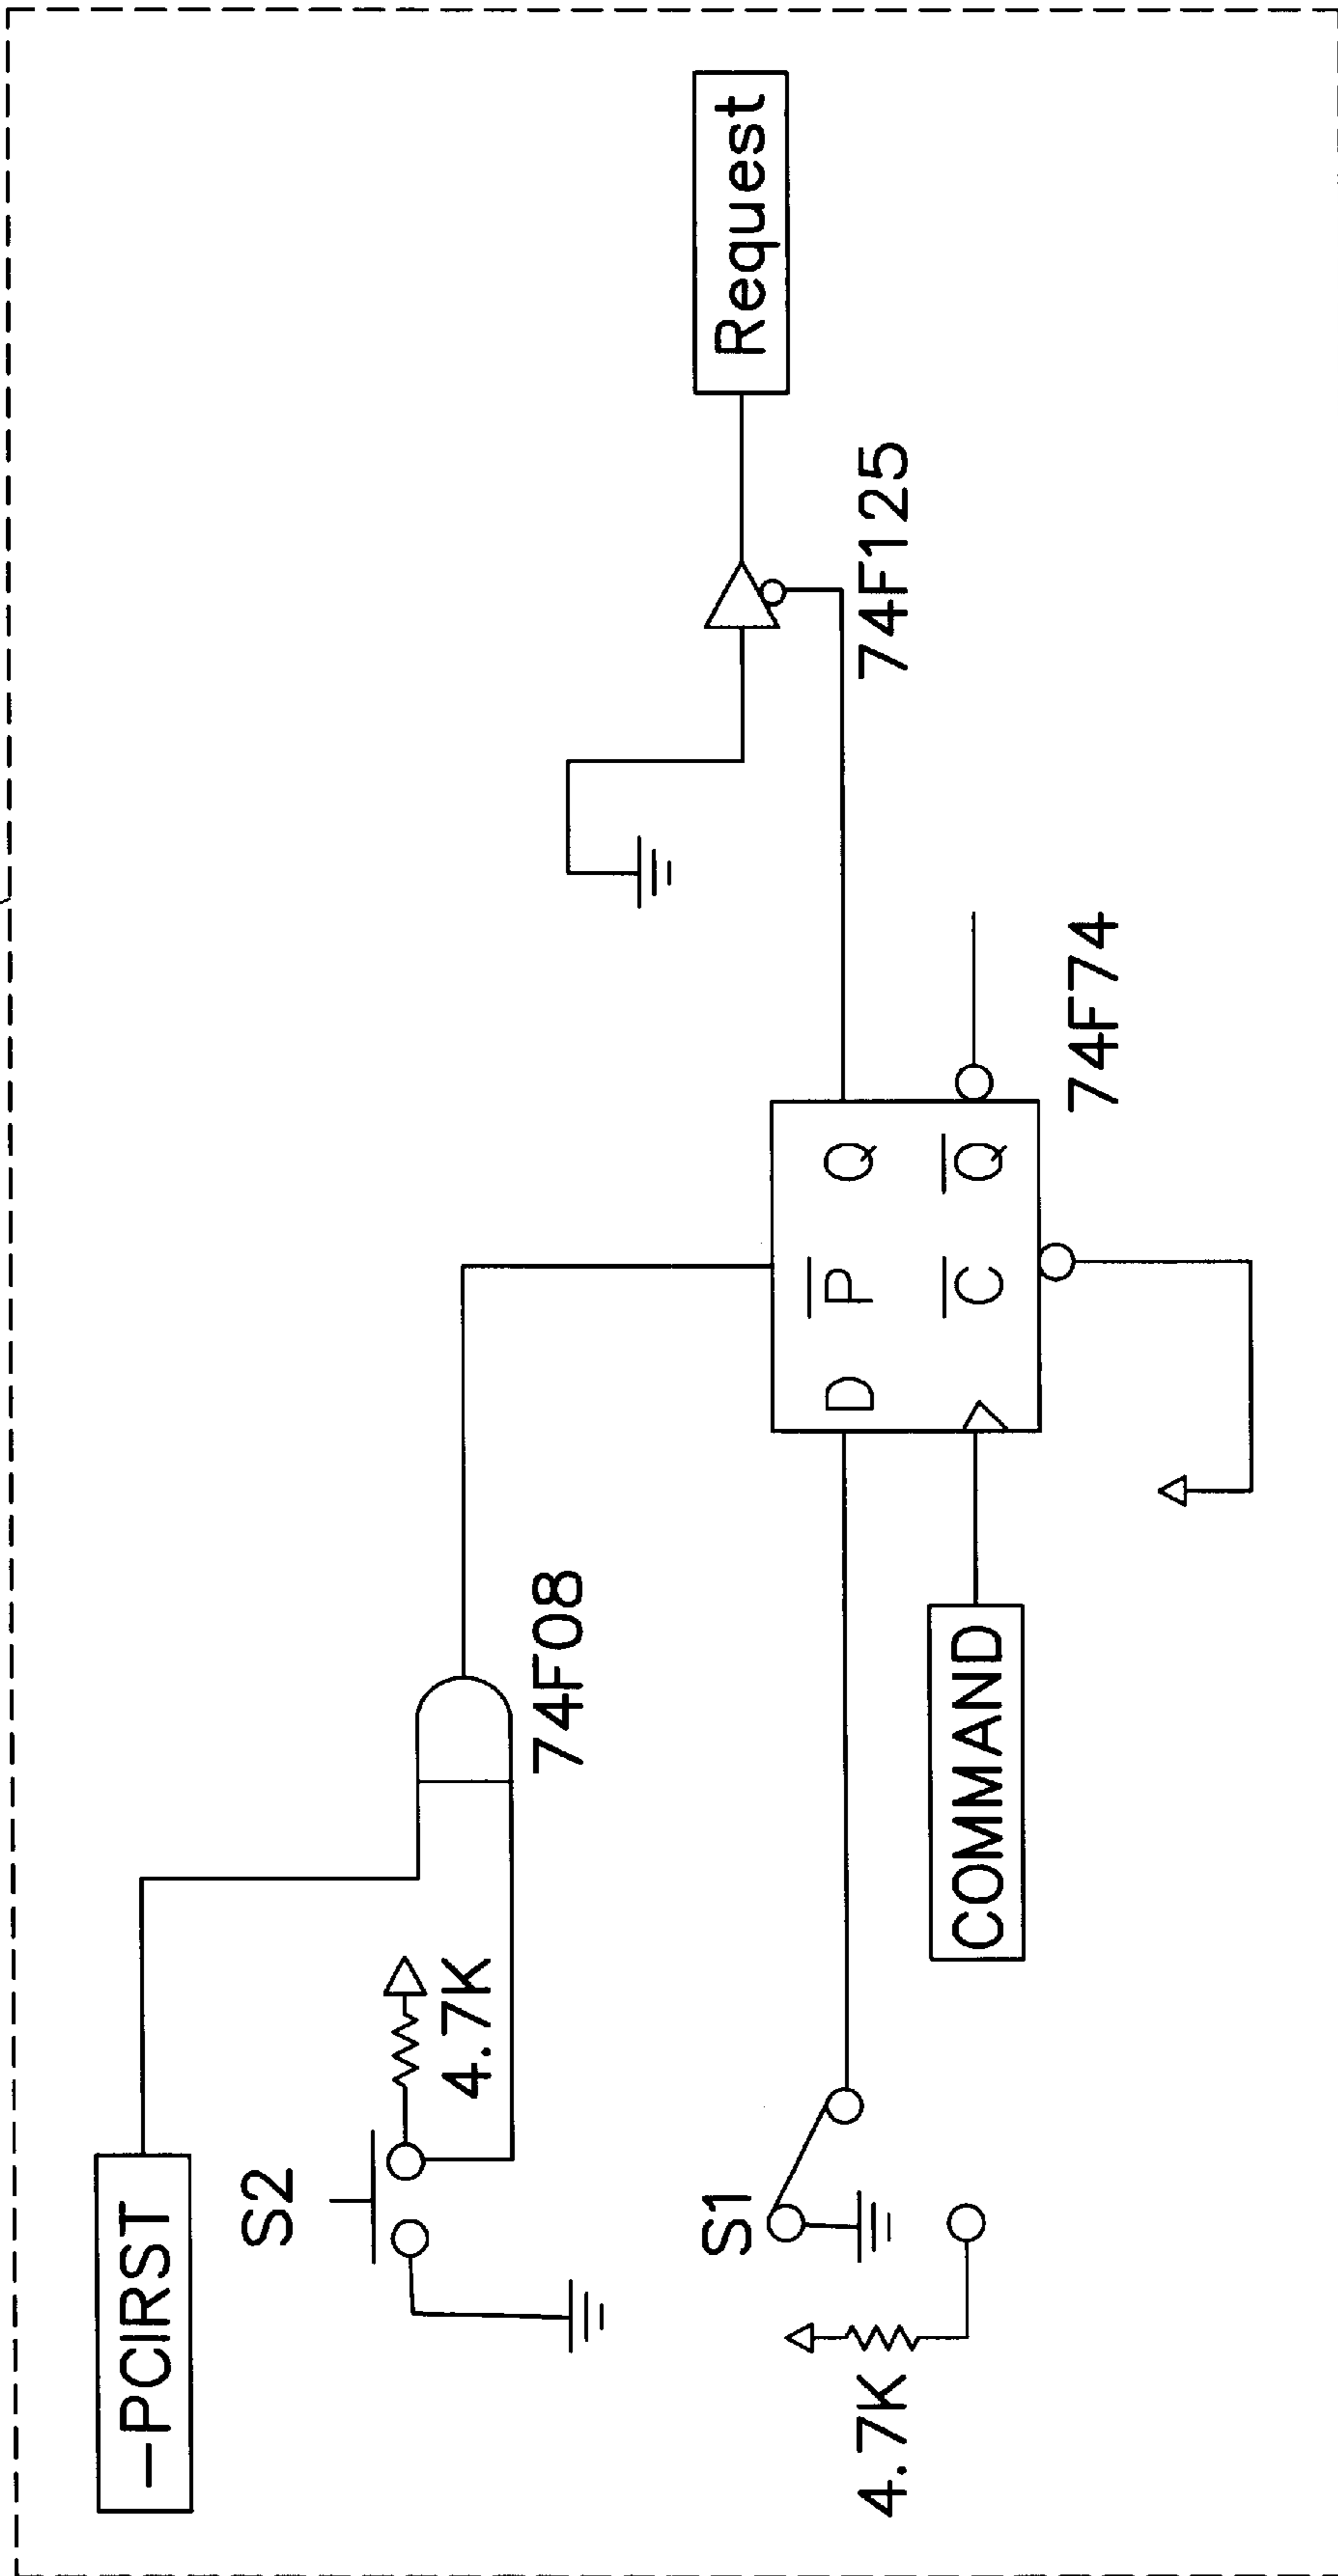 -PCIRST
S2
4.7K
74F08
Request
74F125
S1
4.7K
COMMAND
D P Q
C Q
74F74